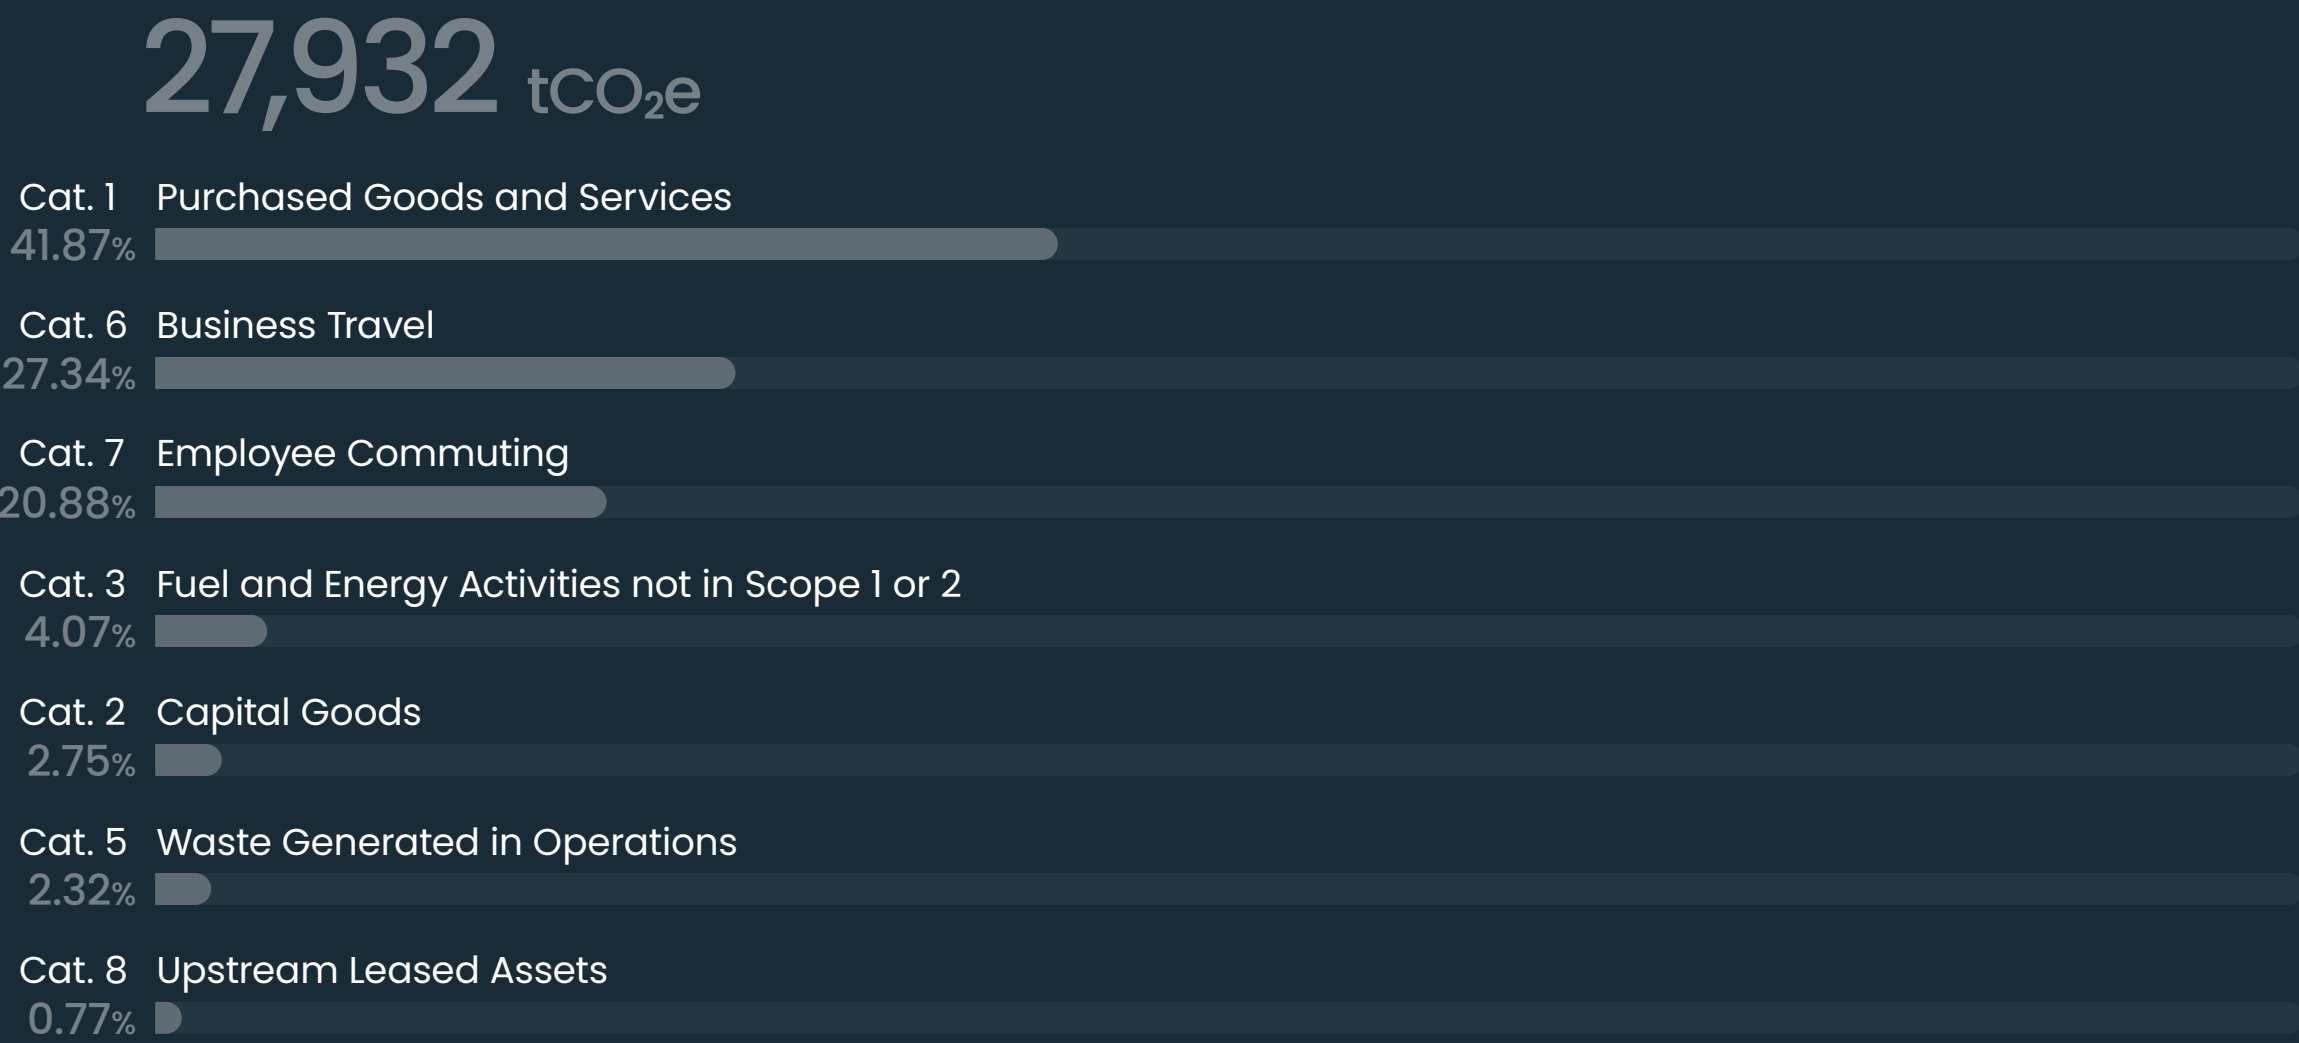 27,932 tCO₂e
Cat. 1 Purchased Goods and Services
41.87%
Cat. 6 Business Travel
27.34%
Cat. 7 Employee Commuting
20.88%
Cat. 3 Fuel and Energy Activities not in Scope 1 or 2
4.07%
Cat. 2 Capital Goods
2.75%
Cat. 5 Waste Generated in Operations
2.32%
Cat. 8 Upstream Leased Assets
0.77%